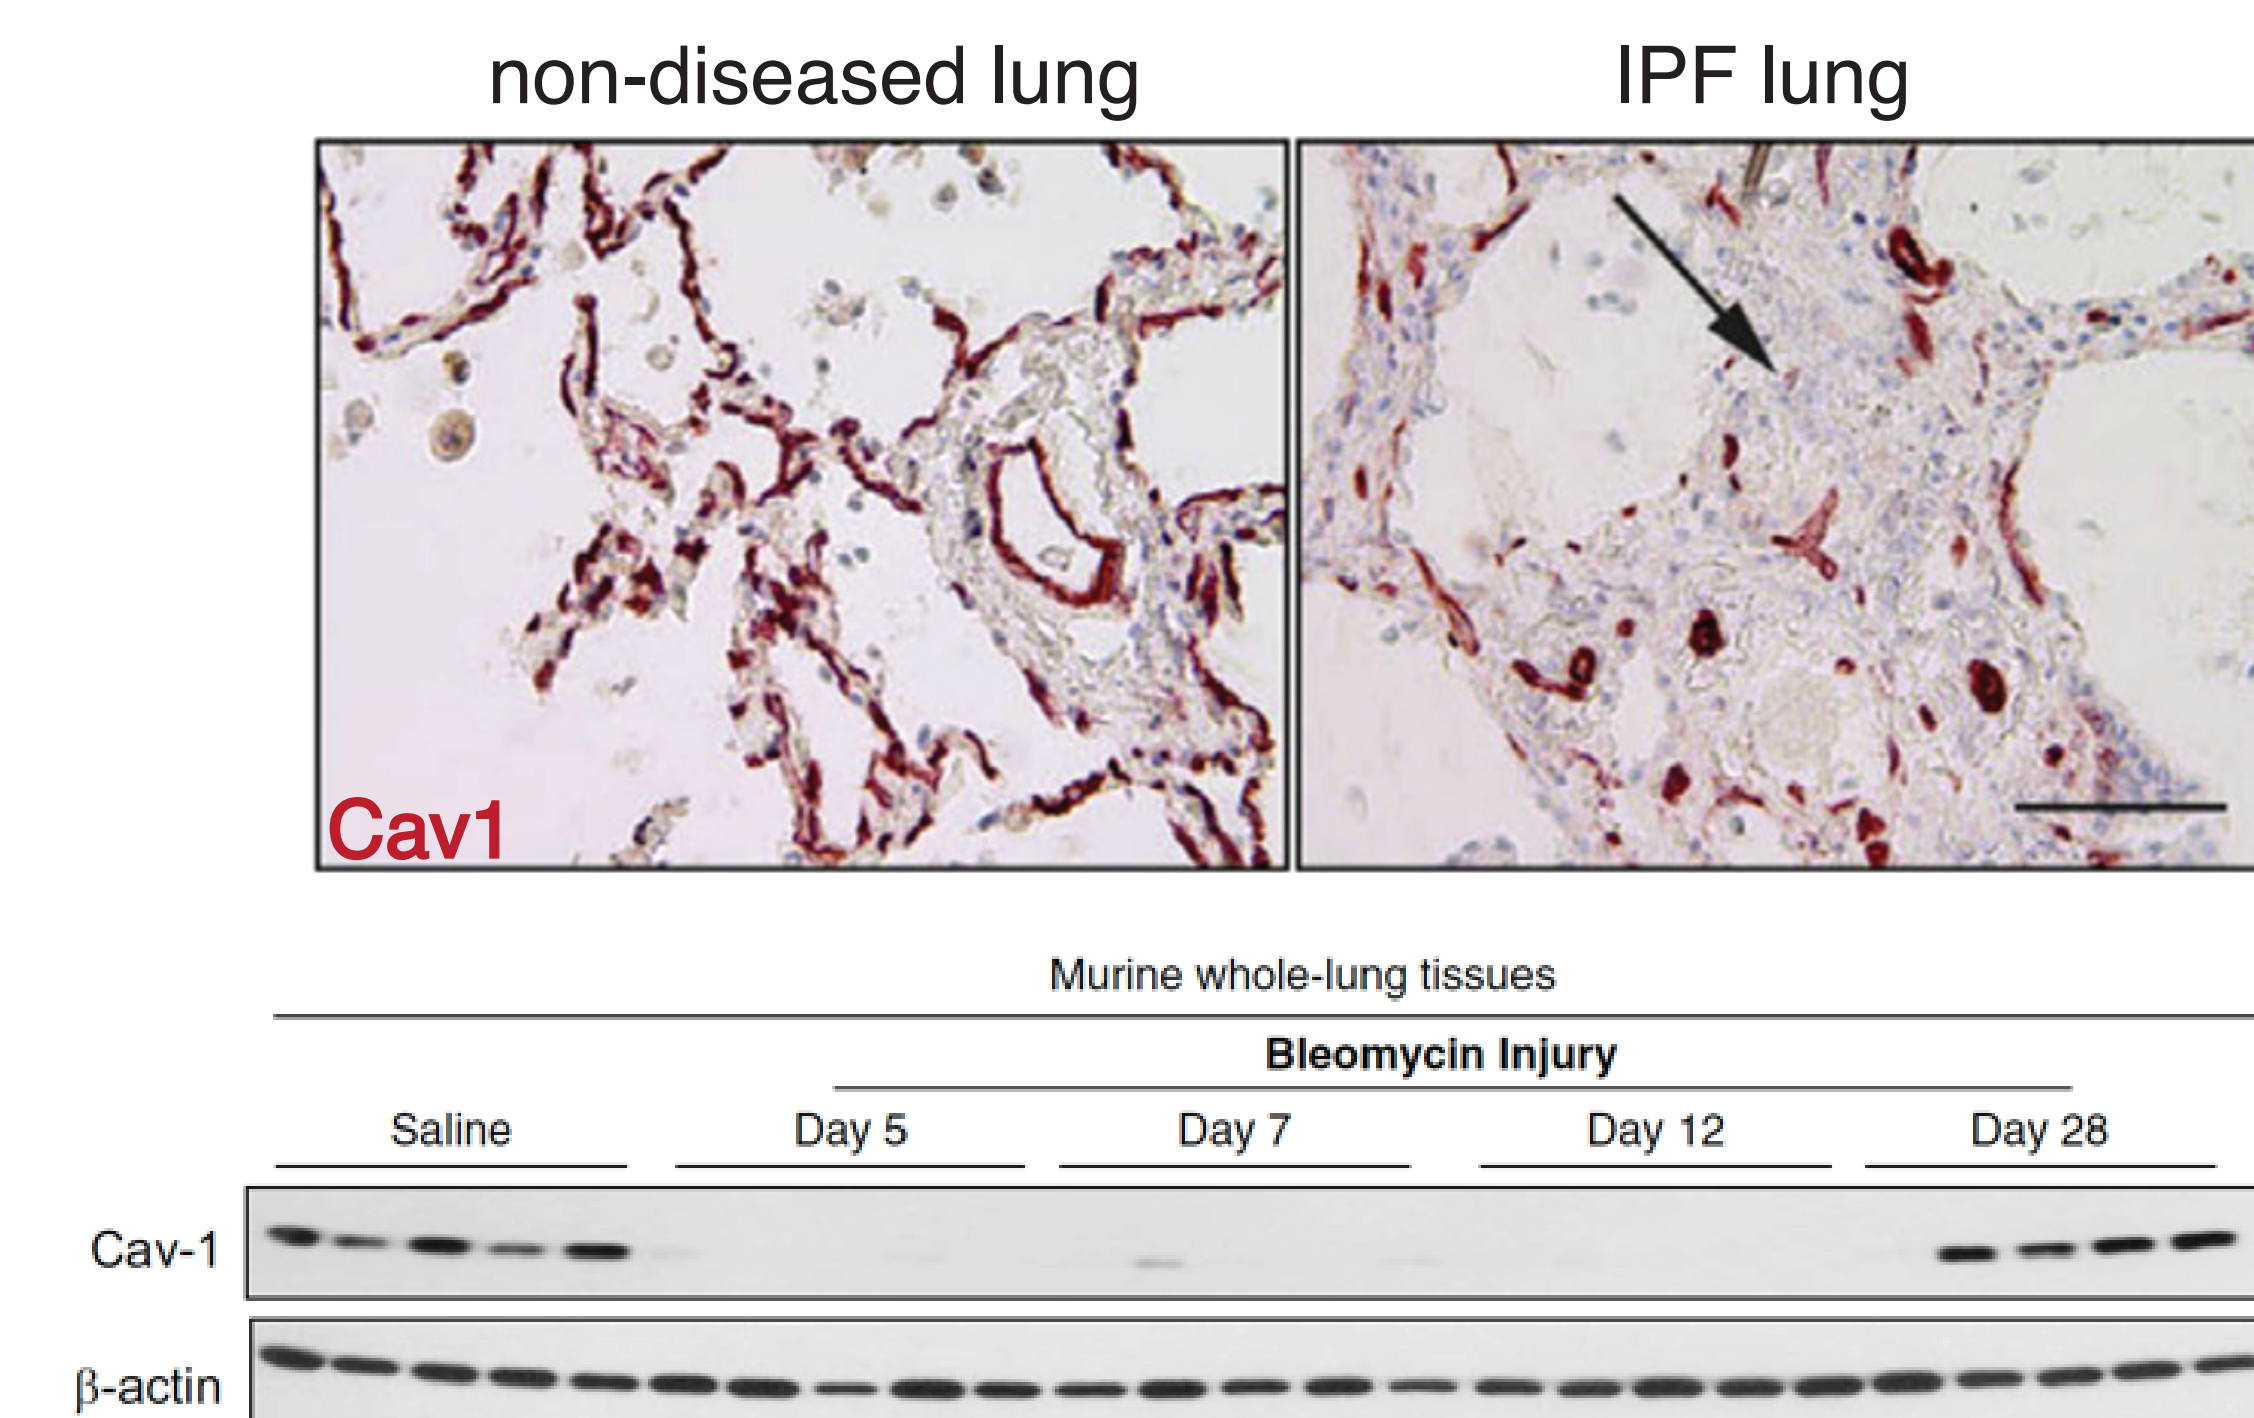 non-diseased lung
IPF lung
Cav1
Murine whole-lung tissues
Bleomycin Injury
Saline
Day 5
Day 7
Day 12
Day 28
Cav-1
β-actin